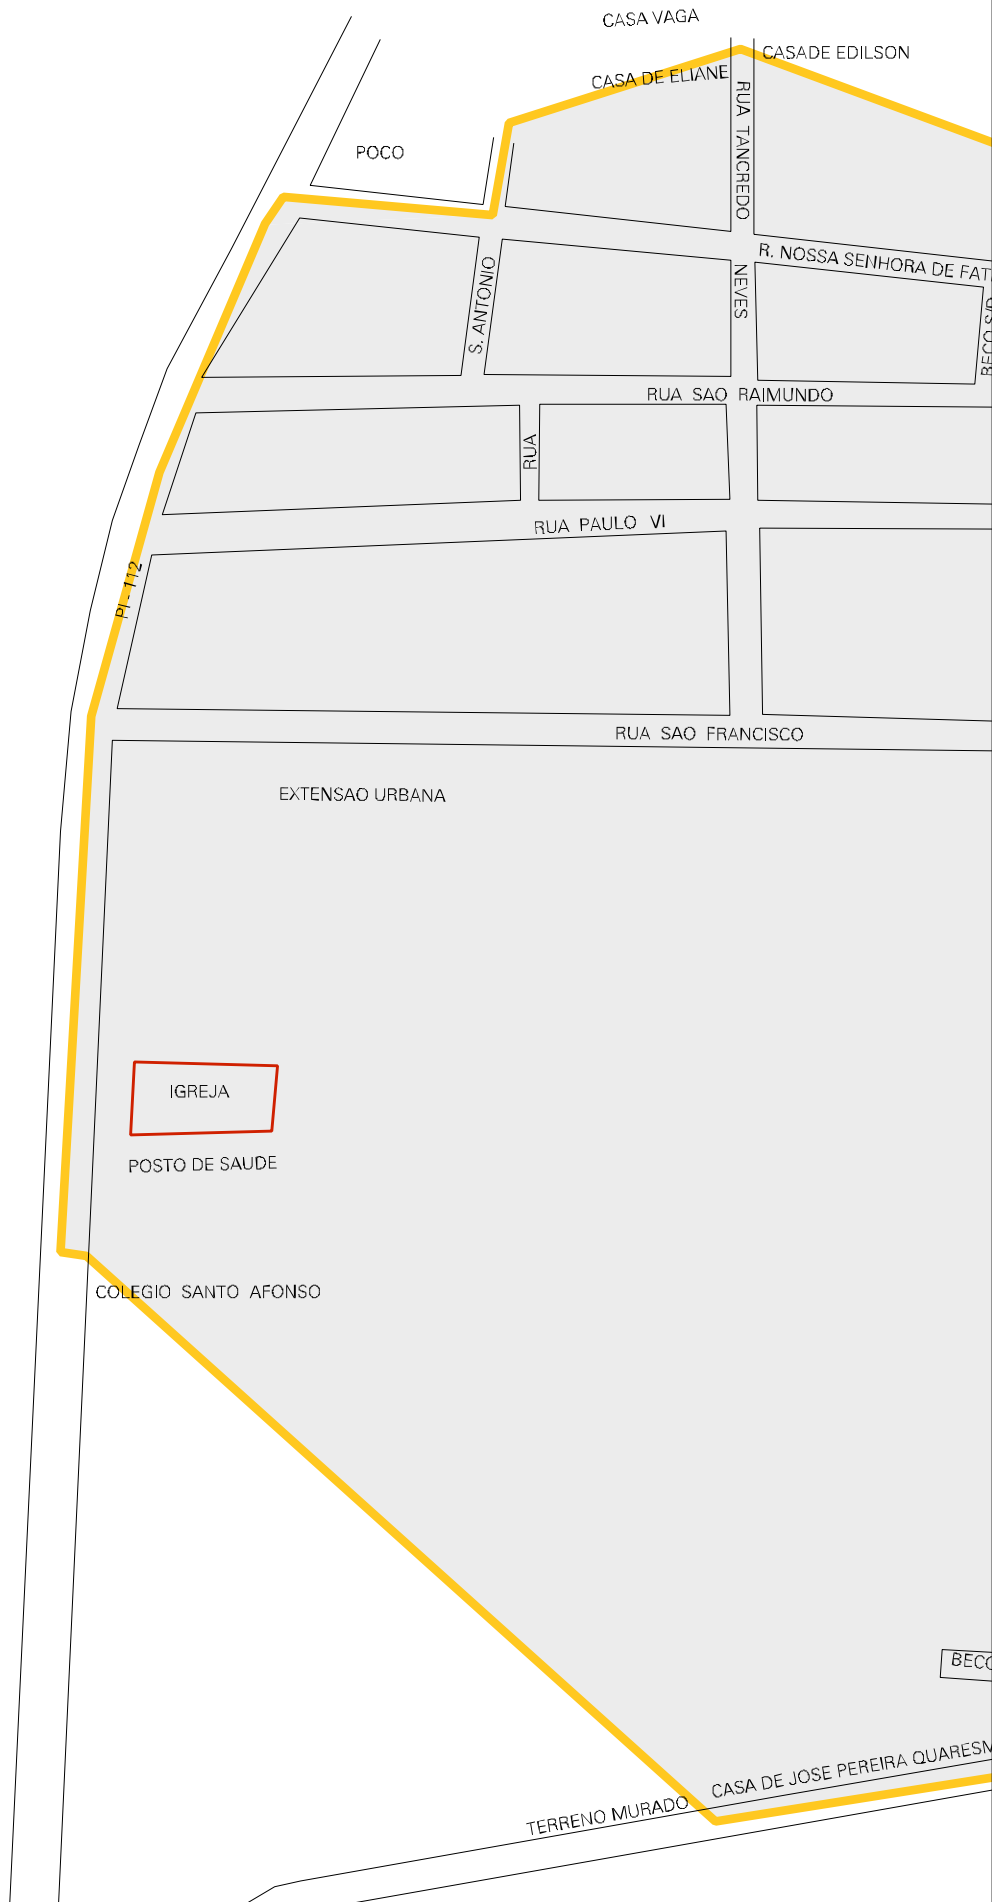 CASA VAGA
CASADE EDILSON
CASA DE ELIANE
RUA TANCREDO
POCO
R. NOSSA SENHORA DE
NEVES
S. ANTONIO
BECO
RUA SAO RAIMUNDO
RUA
RUA PAULO VI
PI - 112
RUA SAO FRANCISCO
EXTENSAO URBANA
IGREJA
POSTO DE SAUDE
COLEGIO SANTO AFONSO
CASA DE JOSE PEREIRA
TERRENO MURADO